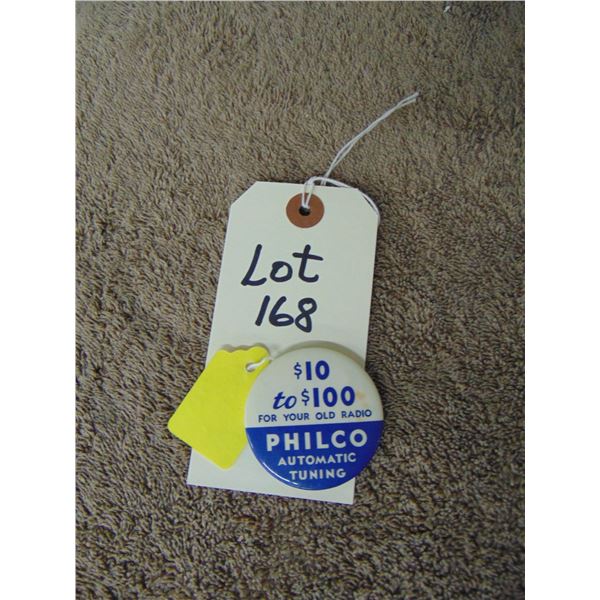 Lot
168
$10
to $100
FOR YOUR OLD RADIO
PHILCO
AUTOMATIC
TUNING